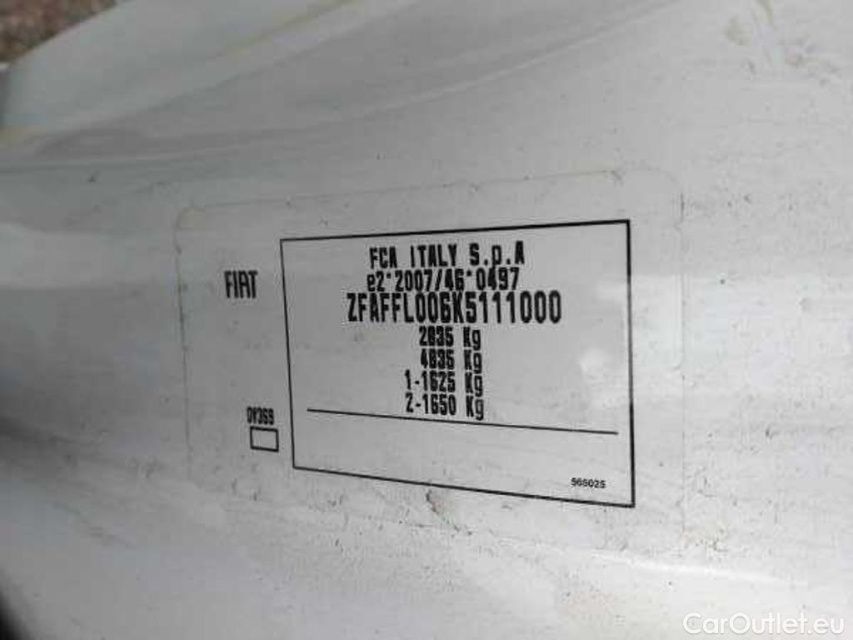 FCA ITALY S.p.A
e2*2007/46*0497
FIAT
ZFAFFL006K5111000
2835 Kg
4835 Kg
1-1625 Kg
2-1650 Kg
565025
CarOutlet.eu